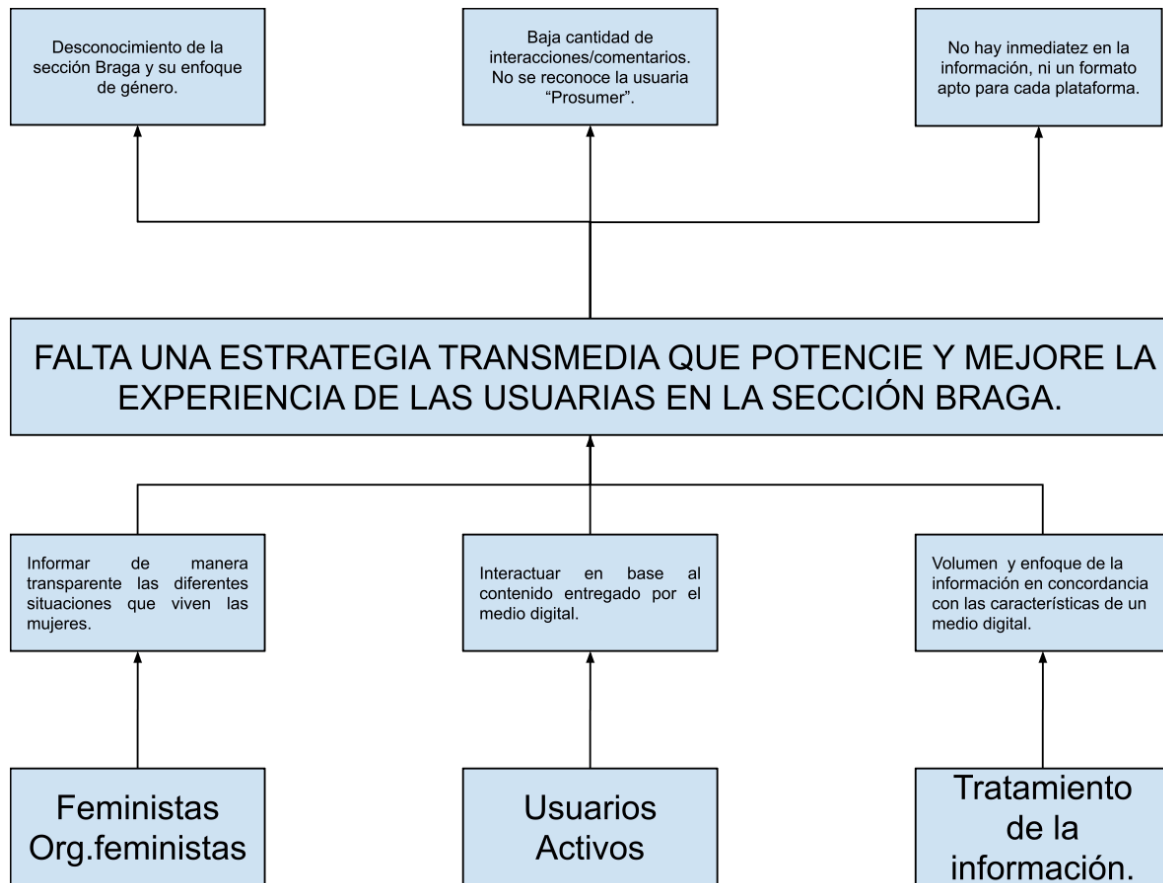 Desconocimiento de la
sección Braga y su enfoque
de género.
Baja cantidad de
interacciones/comentarios.
No se reconoce la usuaria
“Prosumer”.
No hay inmediatez en la
información, ni un formato
apto para cada plataforma.
FALTA UNA ESTRATEGIA TRANSMEDIA QUE POTENCIE Y MEJORE LA
EXPERIENCIA DE LAS USUARIAS EN LA SECCIÓN BRAGA.
Informar de manera
transparente las diferentes
situaciones que viven las
mujeres.
Interactuar en base al
contenido entregado por el
medio digital.
Volumen y enfoque de la
información en concordancia
con las características de un
medio digital.
Feministas
Org.feministas
Usuarios
Activos
Tratamiento
de la
información.